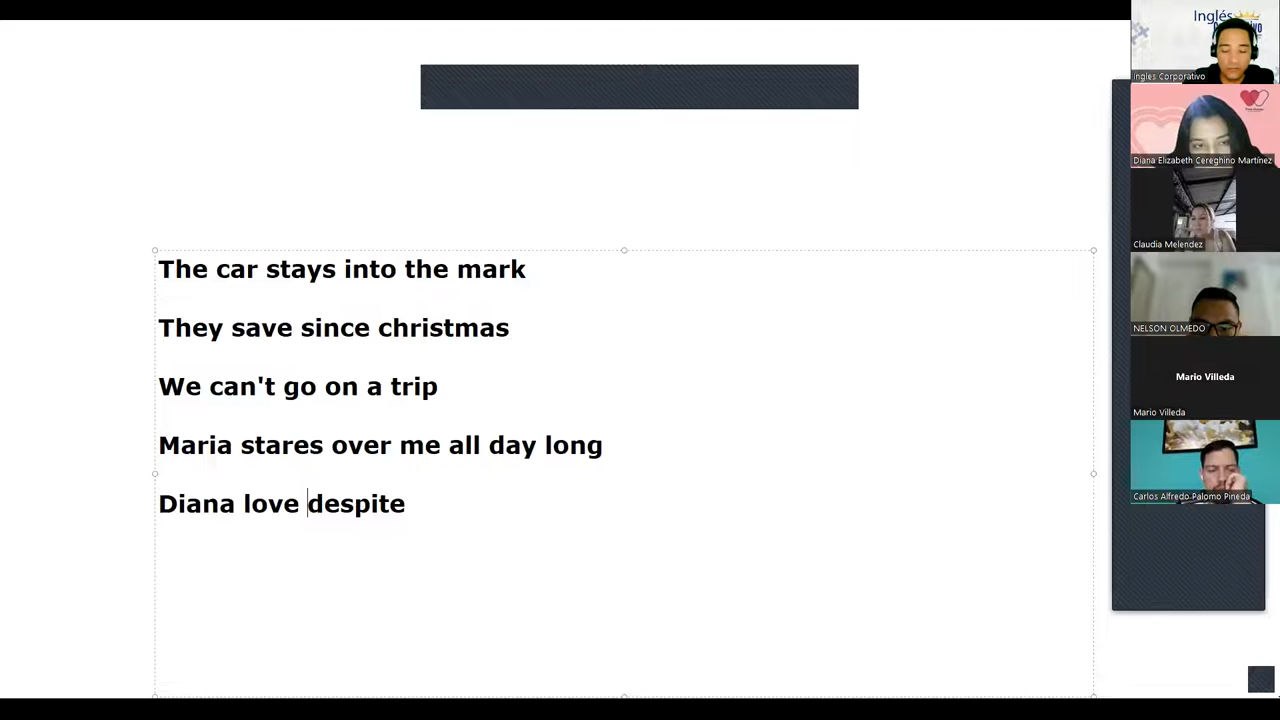 Inglés
The car stays into the mark
They save since christmas
We can't go on a trip
Maria stares over me all day long
Diana love despite
Ingles Corporativo
Diana Elizabeth Cereghino Martínez
Claudia Melendez
NELSON OLMEDO
Mario Villeda
Mario Villeda
Carlos Alfredo Palomo Pineda